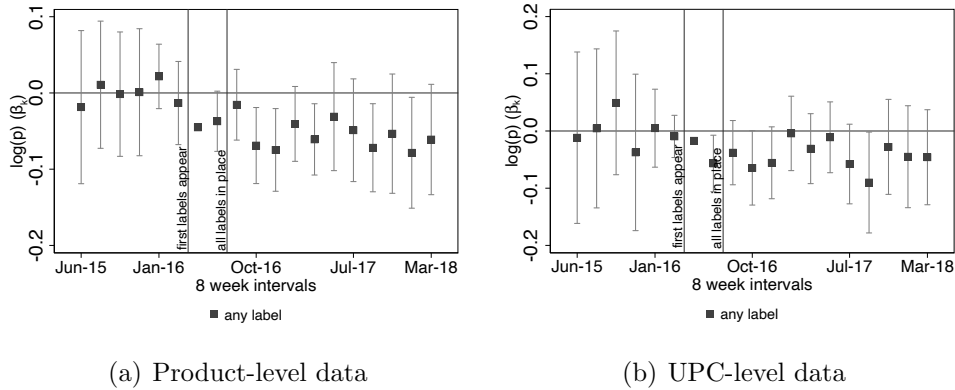 0.1
0.0
-0.1
-0.2
log(p) (βk)
first labels appear
all labels in place
Jun-15 Jan-16 Oct-16 Jul-17 Mar-18
8 week intervals
any label
(a) Product-level data
0.2
0.1
0.0
-0.1
-0.2
log(p) (βk)
first labels appear
all labels in place
Jun-15 Jan-16 Oct-16 Jul-17 Mar-18
8 week intervals
any label
(b) UPC-level data